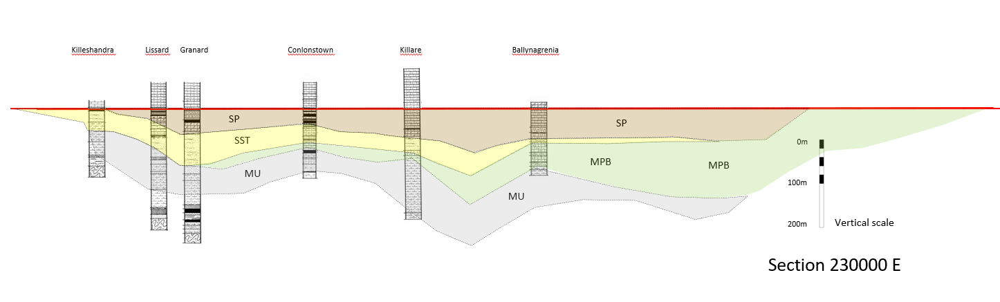 Killeshandra Lissard Granard Conlonstown Killare Ballynagrenia
SP SP
SST
0m
MPB MPB
MU
100m
MU
200m Vertical scale
Section 230000 E